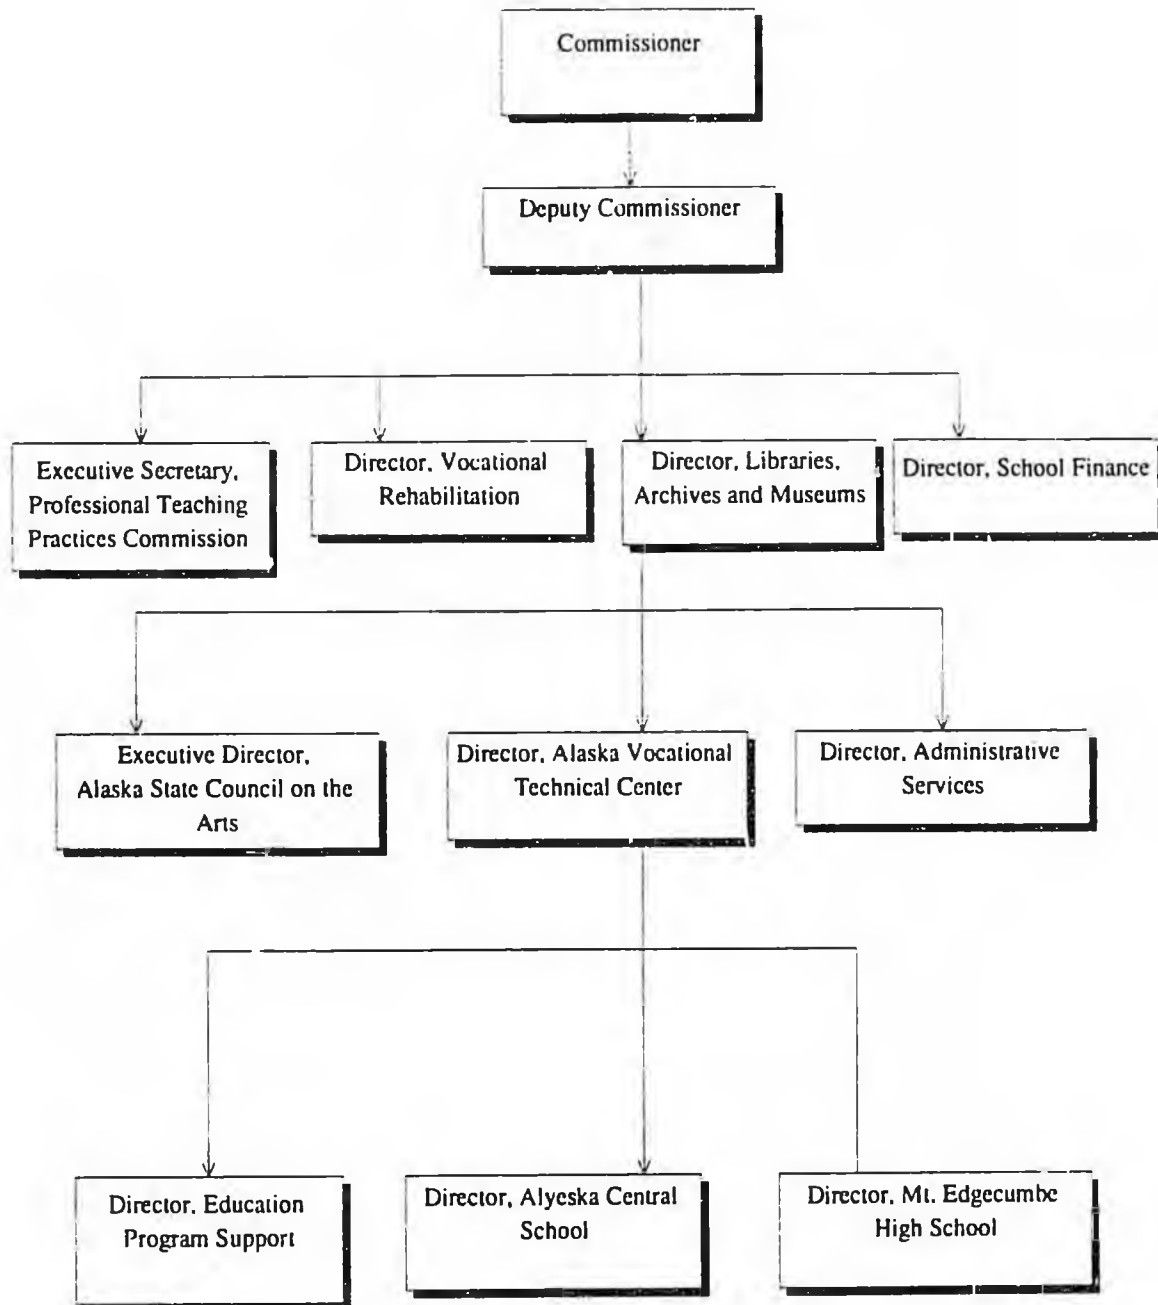 Commissioner
Deputy Commissioner
Executive Secretary,
Professional Teaching
Practices Commission
Director, Vocational
Rehabilitation
Director, Libraries,
Archives and Museums
Director, School Finance
Executive Director,
Alaska State Council on the
Arts
Director, Alaska Vocational
Technical Center
Director, Administrative
Services
Director, Education
Program Support
Director, Alyeska Central
School
Director, Mt. Edgecumbe
High School